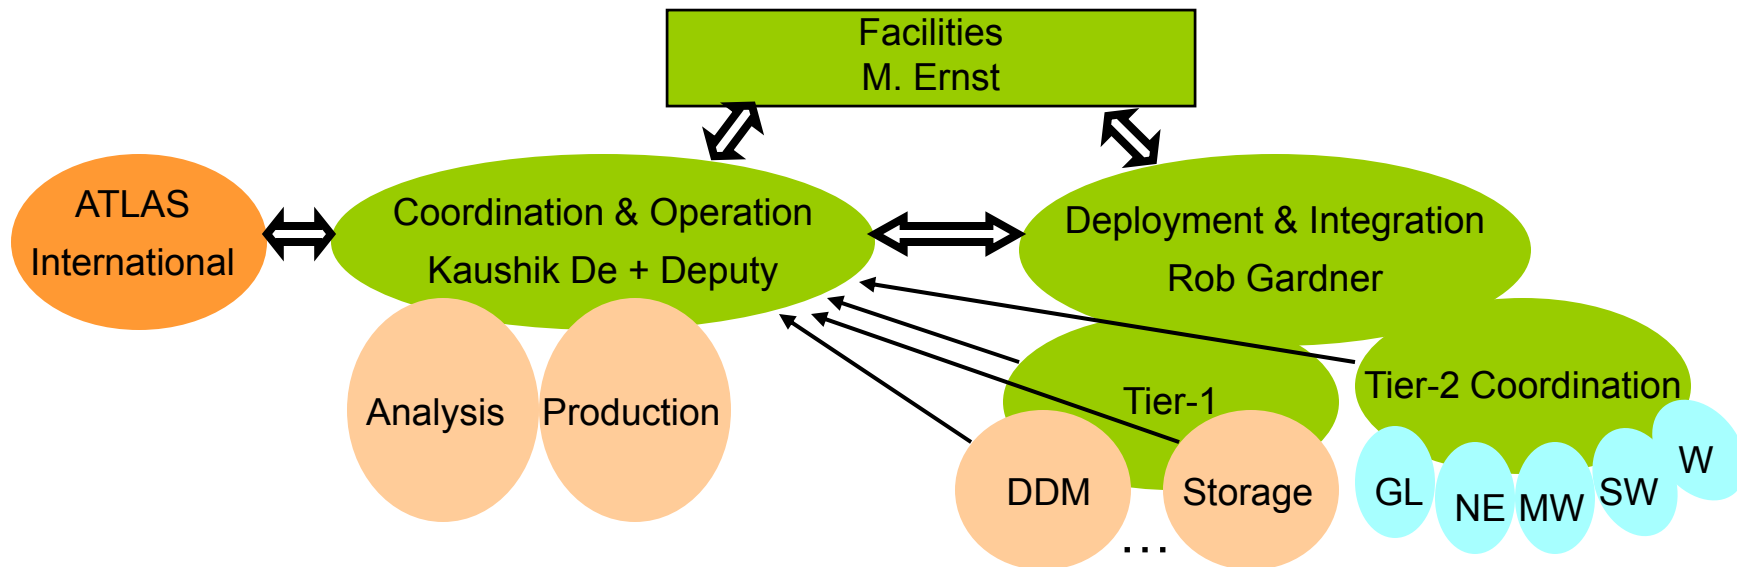 Facilities
M. Ernst
ATLAS
International
Coordination & Operation
Kaushik De + Deputy
Deployment & Integration
Rob Gardner
Analysis
Production
Tier-1
Tier-2 Coordination
DDM
Storage
…
GL
NE
MW
SW
W